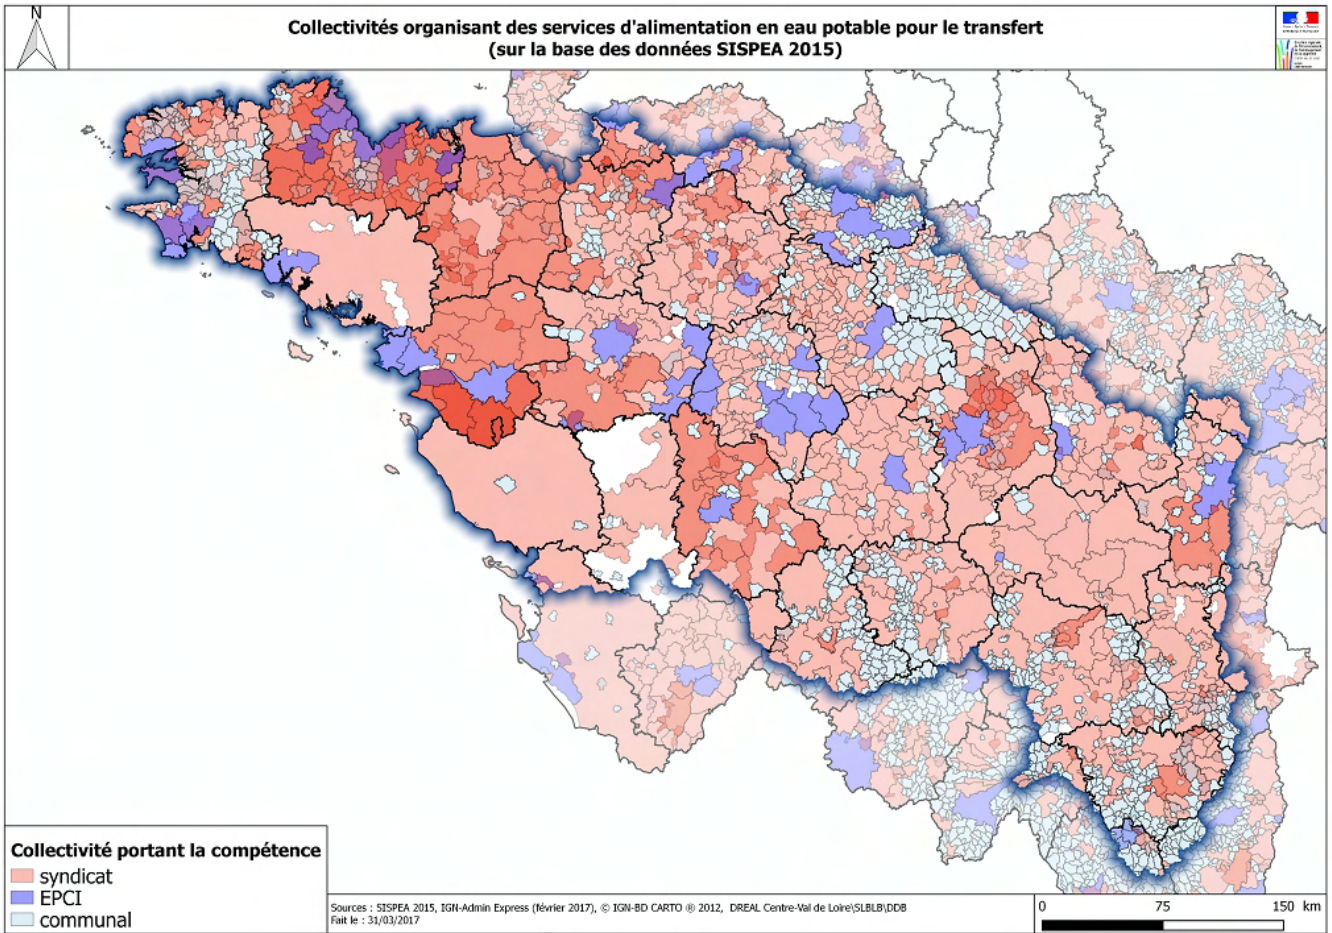 N
Collectivités organisant des services d'alimentation en eau potable pour le transfert
(sur la base des données SISPEA 2015)
Collectivité portant la compétence
syndicat
EPCI
communal
Sources : SISPEA 2015, IGN-Admin Express (février 2017), © IGN-BD CARTO ® 2012, DREAL Centre-Val de Loire\SLBLB\DDB
Fait le : 31/03/2017
0 75 150 km